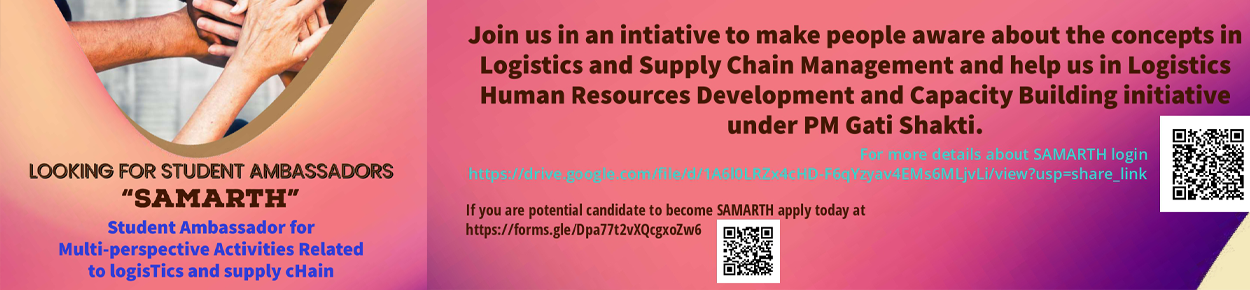 LOOKING FOR STUDENT AMBASSADORS
“SAMARTH”
Student Ambassador for
Multi-perspective Activities Related
to logisTics and supply cHain
Join us in an intiative to make people aware about the concepts in
Logistics and Supply Chain Management and help us in Logistics
Human Resources Development and Capacity Building initiative
under PM Gati Shakti.
For more details about SAMARTH login
https://drive.google.com/file/d/1A6l0LRZx4cHD-F6qYzyav4EMs6MLjvLi/view?usp=share_link
If you are potential candidate to become SAMARTH apply today at
https://forms.gle/Dpa77t2vXQcgxoZw6